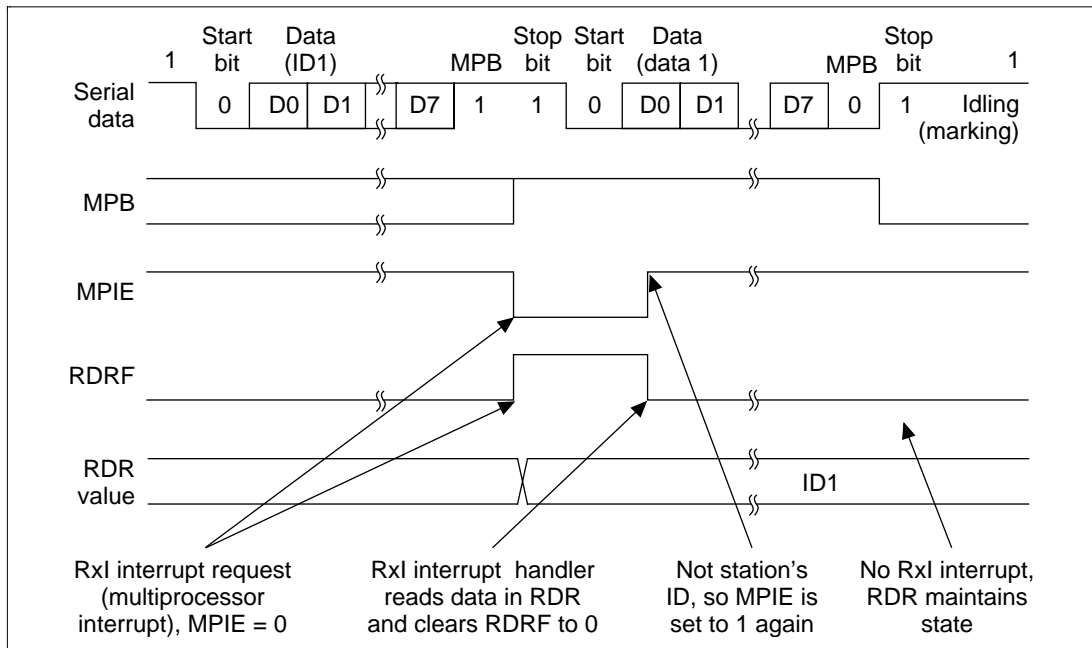 1 Start bit Data (ID1) MPB Stop bit Start bit Data (data 1) MPB Stop bit 1
Serial data 0 D0 D1 D7 1 1 0 D0 D1 D7 0 1 Idling (marking)
MPB
MPIE
RDRF
RDR value ID1
RxI interrupt request
(multiprocessor
interrupt), MPIE = 0
RxI interrupt handler
reads data in RDR
and clears RDRF to 0
Not station's
ID, so MPIE is
set to 1 again
No RxI interrupt,
RDR maintains
state